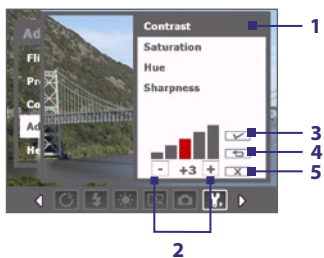 Ad
Contrast
1
Fli
Saturation
Pr
Hue
Co
Sharpness
Ad
He
3
4
- +3 +
X
5
2